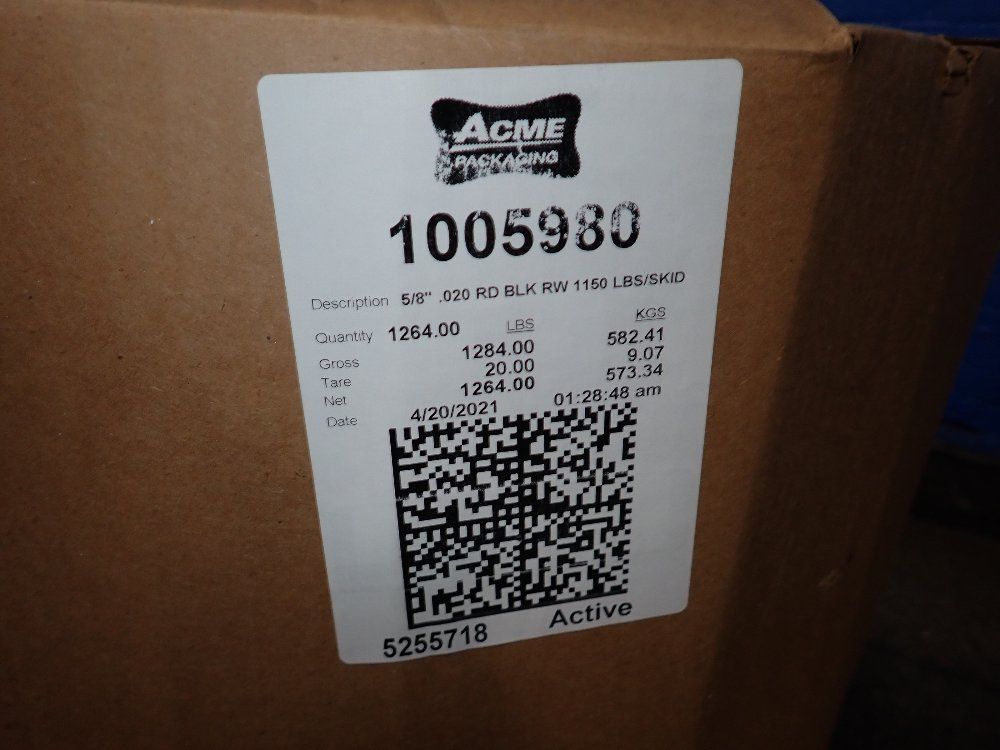 ACME
PACKAGING
1005980
Description 5/8" .020 RD BLK RW 1150 LBS/SKID
Quantity 1264.00 LBS KGS
Gross 1284.00 582.41
Tare 20.00 9.07
Net 1264.00 573.34
Date 4/20/2021 01:28:48 am
5255718 Active